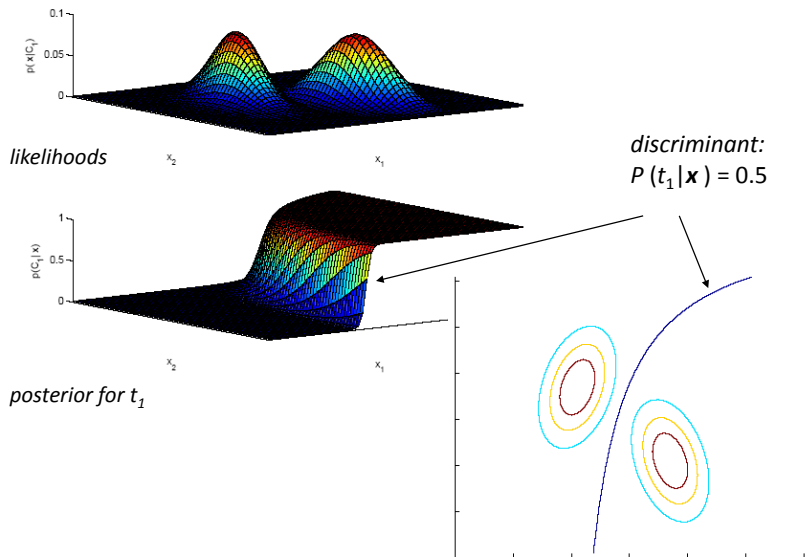 0.1
0.05
0
p(x|C₁)
x₂
x₁
likelihoods
discriminant:
P (t₁|x ) = 0.5
1
0.5
0
p(C₁|x)
x₂
x₁
posterior for t₁